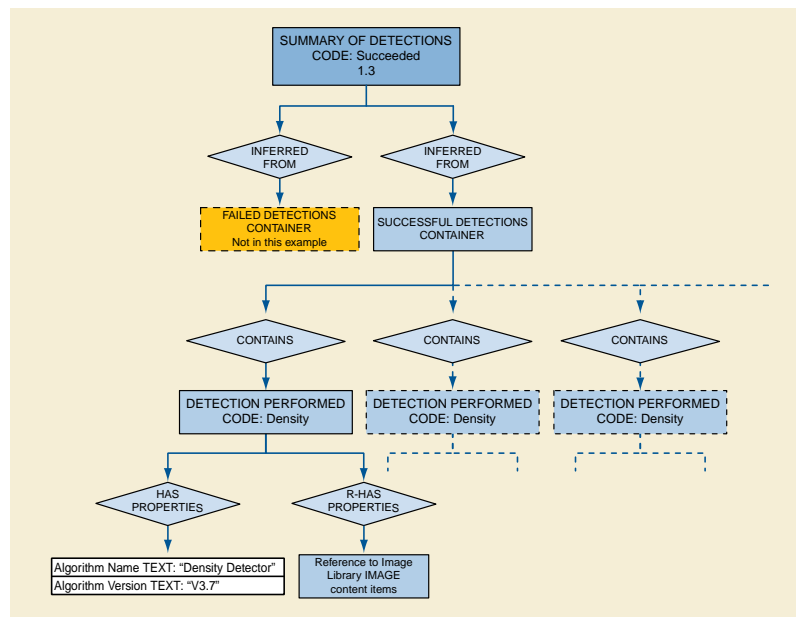 SUMMARY OF DETECTIONS
CODE: Succeeded
1.3
INFERRED
FROM
INFERRED
FROM
FAILED DETECTIONS
CONTAINER
Not in this example
SUCCESSFUL DETECTIONS
CONTAINER
CONTAINS
CONTAINS
CONTAINS
DETECTION PERFORMED
CODE: Density
DETECTION PERFORMED
CODE: Density
DETECTION PERFORMED
CODE: Density
HAS
PROPERTIES
R-HAS
PROPERTIES
Algorithm Name TEXT: “Density Detector”
Algorithm Version TEXT: “V3.7”
Reference to Image
Library IMAGE
content items